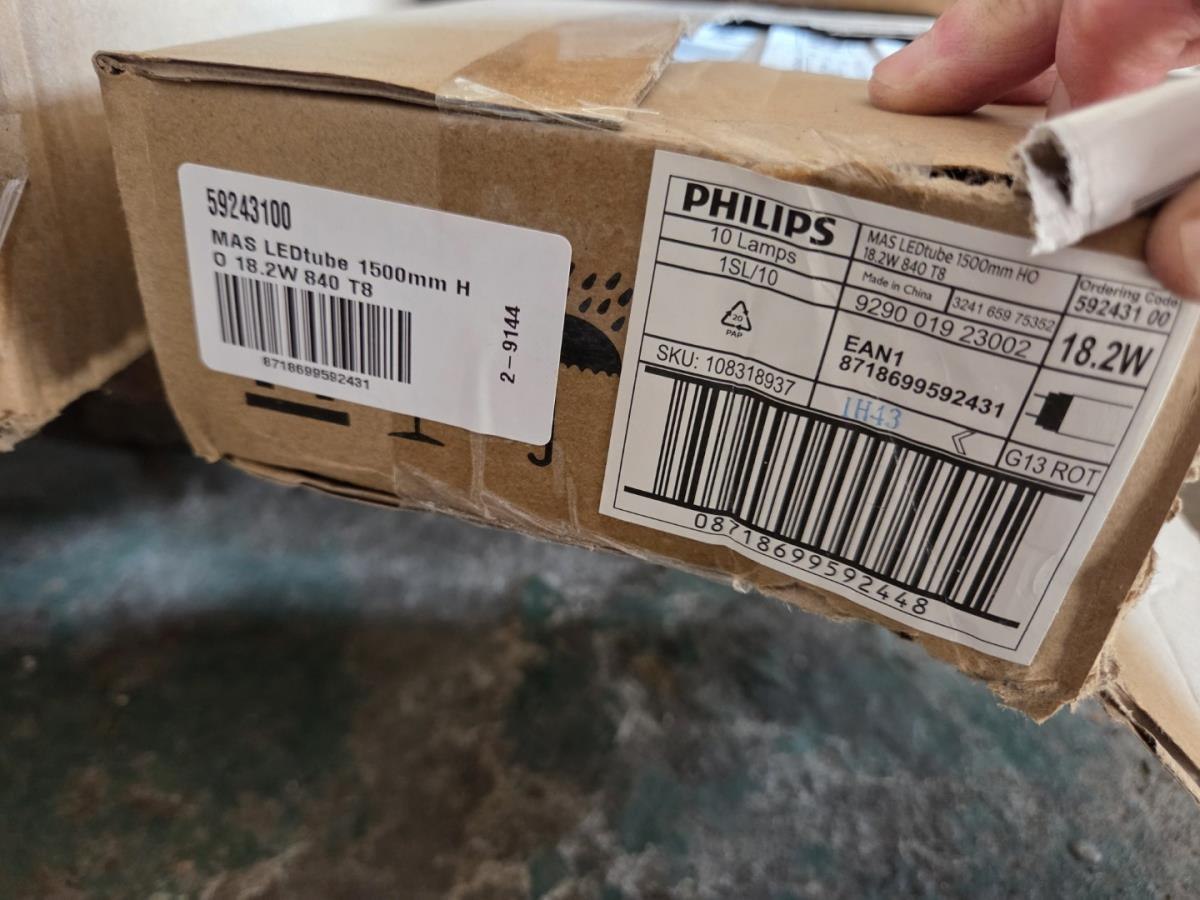 59243100
MAS LEDtube 1500mm H
O 18.2W 840 T8
8718699592431
2-9144
PHILIPS
10 Lamps
1SL/10
20
PAP
SKU: 108318937
MAS LEDtube 1500mm HO
18.2W 840 T8
Made in China
3241 659 75352
9290 019 23002
EAN1
8718699592431
1H43
Ordering Code
592431 00
18.2W
G13 ROT
08718699592448